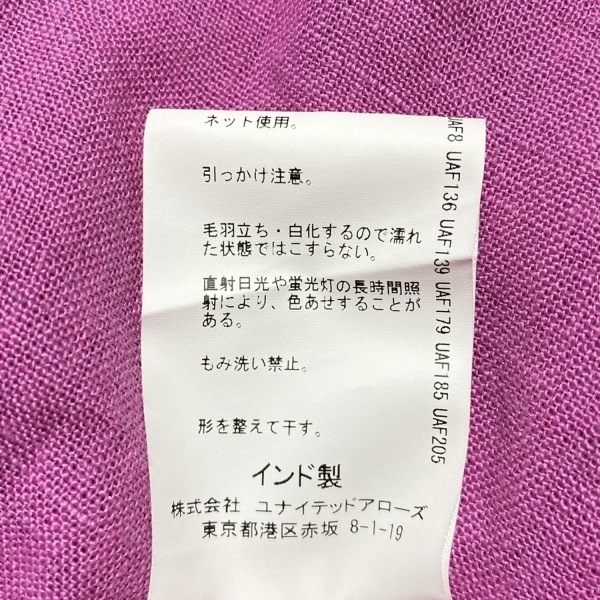 ネット使用。
引っかけ注意。
毛羽立ち・白化するので濡れ
た状態ではこすらない。
直射日光や蛍光灯の長時間照
射により、色あせすることが
ある。
もみ洗い禁止。
形を整えて干す。
インド製
株式会社 ユナイテッドアローズ
東京都港区赤坂 8-1-19
UAF136 UAF139 UAF179 UAF185 UAF205